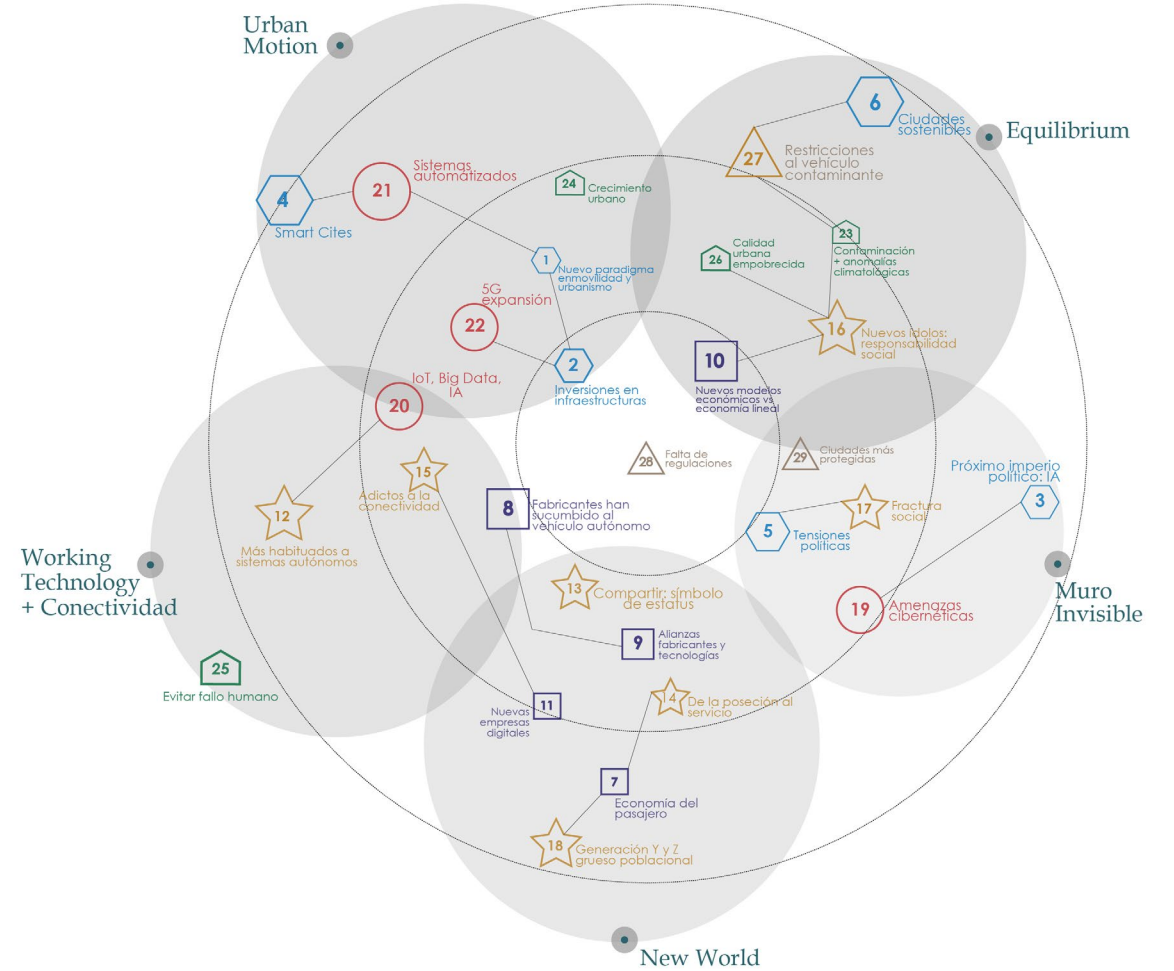 Urban
Motion
6
Ciudades
sostenibles
Equilibrium
27
Restricciones
al vehículo
contaminante
21
Sistemas
automatizados
4
Smart Cites
24
Crecimiento
urbano
23
Contaminación
+ anomalías
climatológicas
26
Calidad
urbana
empobrecida
1
Nuevo paradigma
enmovilidad y
urbanismo
5G
expansión
22
16
Nuevos ídolos:
responsabilidad
social
2
Inversiones en
infraestructuras
10
Nuevos modelos
económicos vs
economía lineal
IoT, Big Data,
IA
20
28
Falta de
regulaciones
29
Ciudades más
protegidas
15
Adictos a la
conectividad
Próximo imperio
político: IA
3
12
Más habituados a
sistemas autónomos
8
Fabricantes han
sucumbido al
vehículo autónomo
17
Fractura
social
5
Tensiones
políticas
Working
Technology
+ Conectividad
Muro
Invisible
13
Compartir: símbolo
de estatus
19
Amenazas
cibernéticas
9
Alianzas
fabricantes y
tecnologías
25
Evitar fallo humano
11
Nuevas
empresas
digitales
14
De la poseción al
servicio
7
Economía del
pasajero
18
Generación Y y Z
grueso poblacional
New World